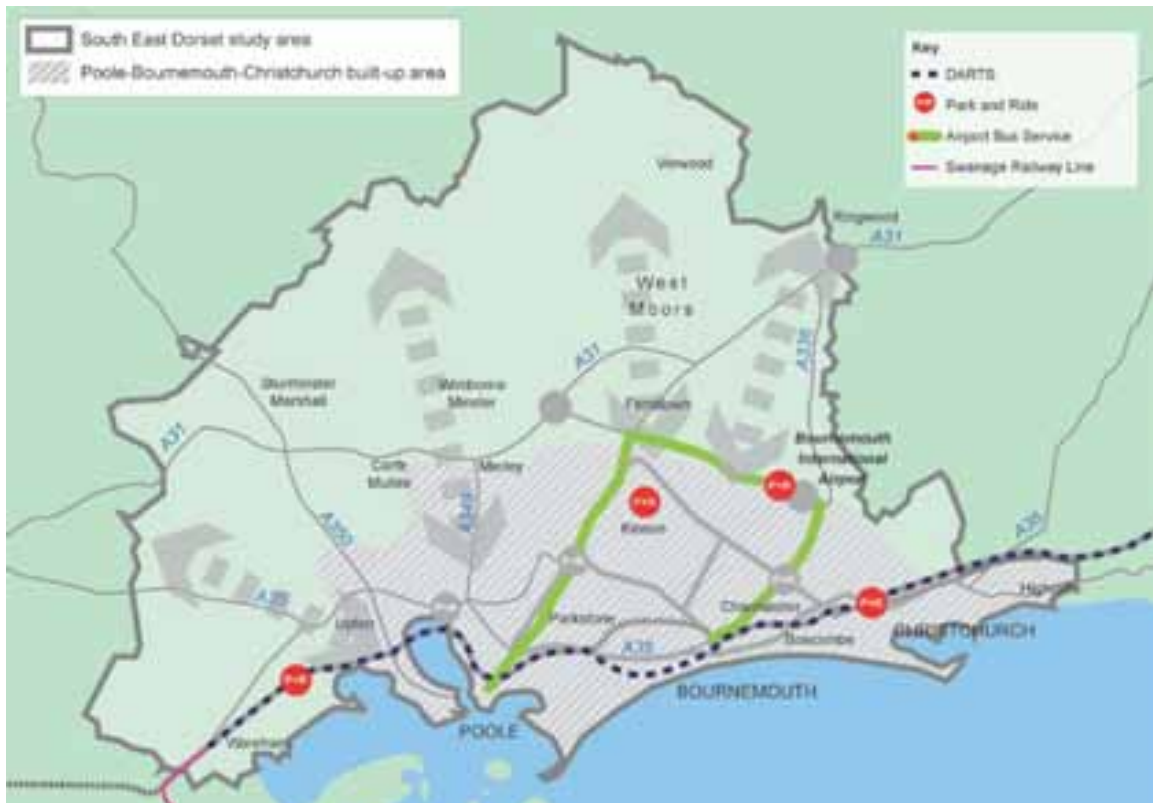 South East Dorset study area
Poole-Bournemouth-Christchurch built-up area
Key
DARTS
Park and Ride
Airport Bus Service
Swanage Railway Line
Verwood
Ringwood
A31
West
Moors
A31
A338
Sturminster
Marshall
Wimborne
Minster
Ferndown
Bournemouth
International
Airport
A31
Corfe
Mullen
Merley
A349
P+R
P+R
Kinson
A350
A35
A35
Upton
Parkstone
Charminster
P+R
A35
Boscombe
CHRISTCHURCH
P+R
BOURNEMOUTH
POOLE
Wareham